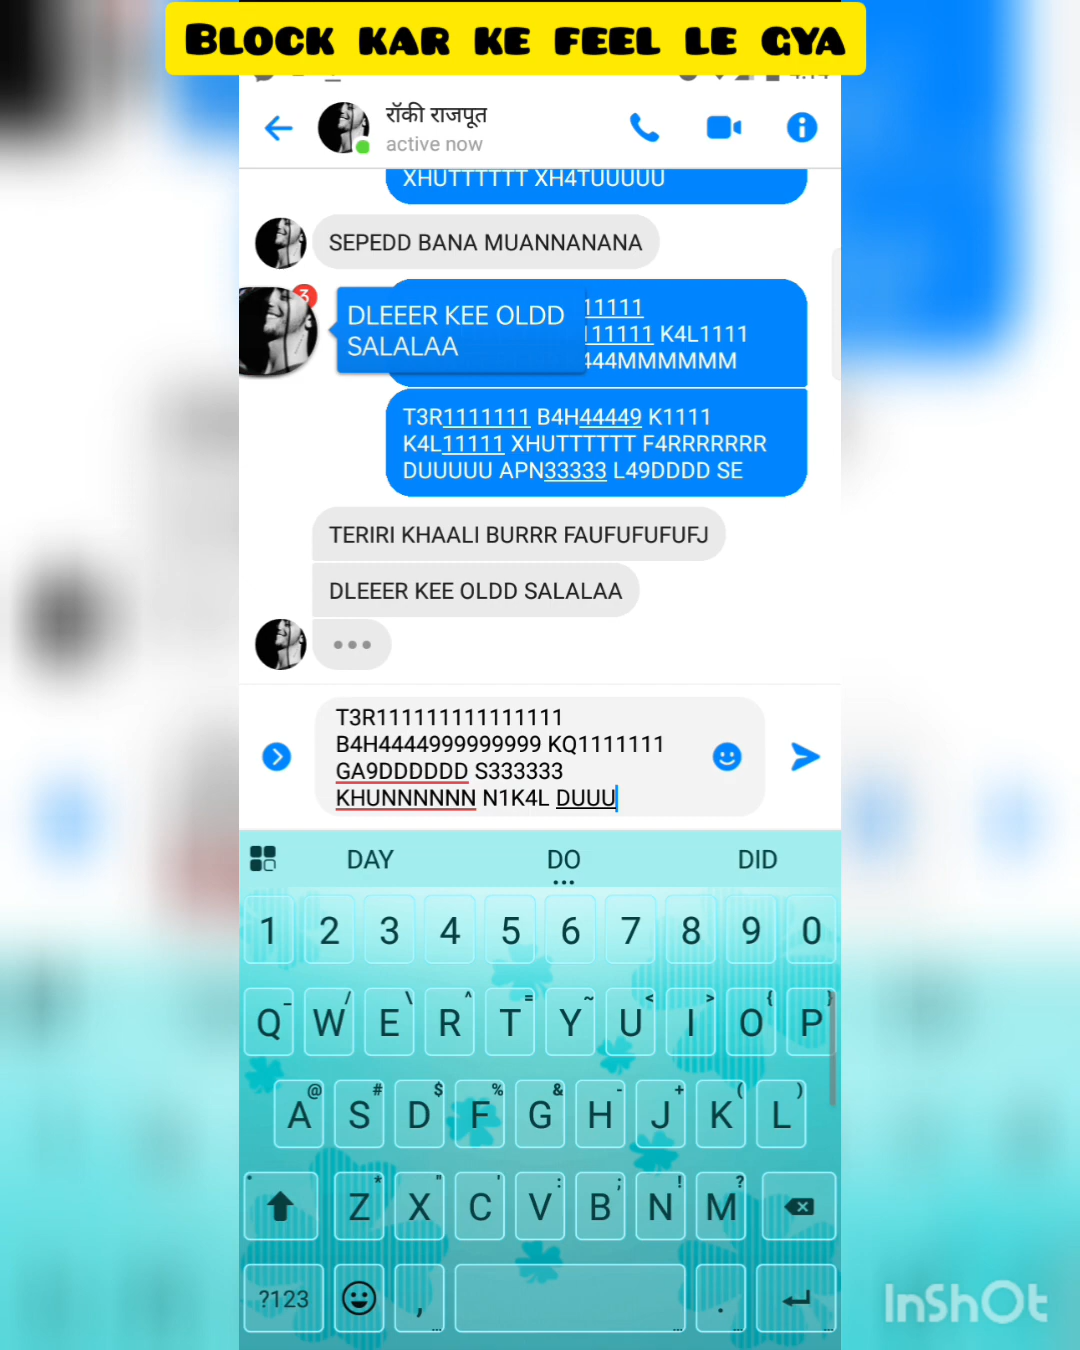 BLOCK KAR KE FEEL LE GYA
रॉकी राजपूत
active now
XHUTTTTTT XH4TUUUUU
SEPEDD BANA MUANNANANA
3
DLEEER KEE OLDD
SALALAA
11111
111111 K4L1111
444MMMMMM
T3R1111111 B4H44449 K1111
K4L11111 XHUTTTTTT F4RRRRRRR
DUUUUU APN33333 L49DDDD SE
TERIRI KHAALI BURRR FAUFUFUFUFJ
DLEEER KEE OLDD SALALAA
T3R111111111111111
B4H4444999999999 KQ1111111
GA9DDDDDD S333333
KHUNNNNNN N1K4L DUUU
DAY DO DID
1 2 3 4 5 6 7 8 9 0
Q W E R T Y U I O P
A S D F G H J K L
Z X C V B N M
?123 , .
InShOt